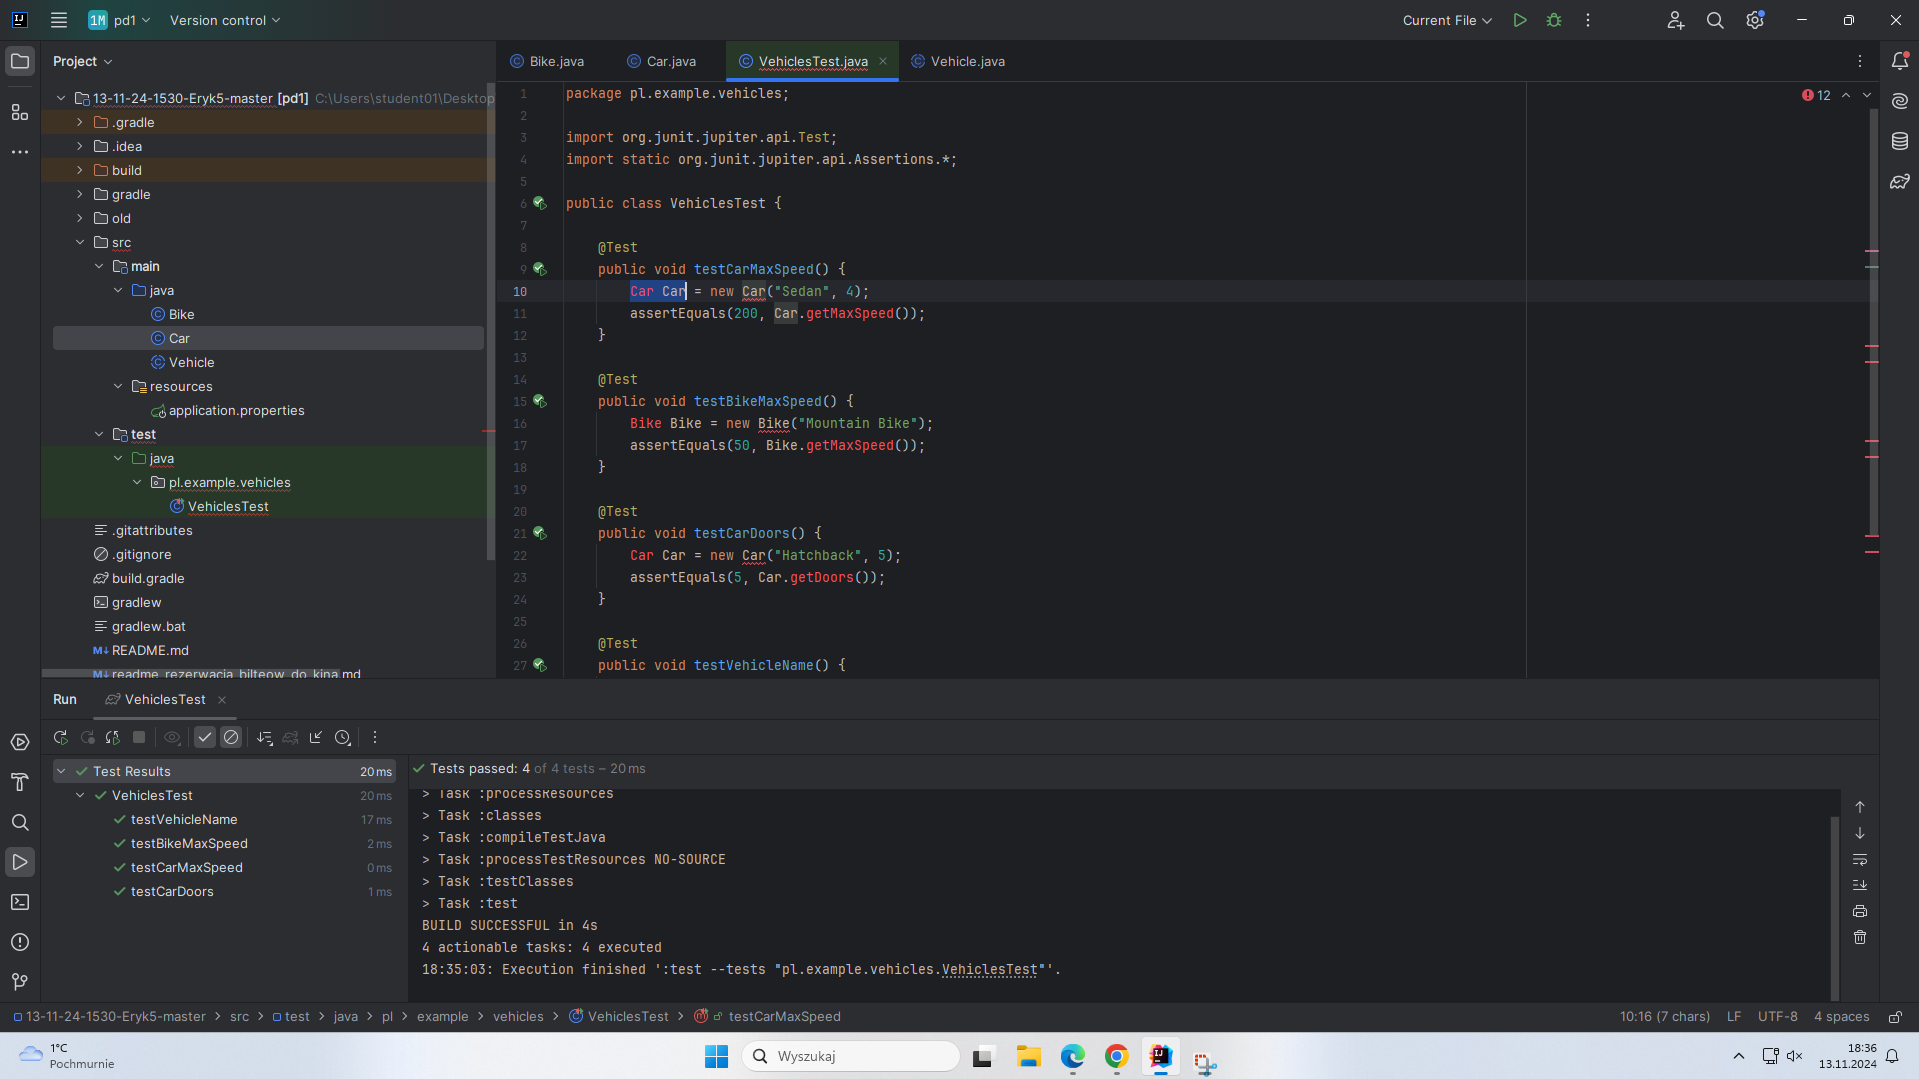 1M pd1 Version control Current File
Project
Bike.java Car.java VehiclesTest.java Vehicle.java
13-11-24-1530-Eryk5-master [pd1] C:\Users\student01\Desktop
.gradle
.idea
build
gradle
old
src
main
java
Bike
Car
Vehicle
resources
application.properties
test
java
pl.example.vehicles
VehiclesTest
.gitattributes
.gitignore
build.gradle
gradlew
gradlew.bat
README.md
readme_rezerwacja_bilteow_do_kina.md
12
1 package pl.example.vehicles;
2
3 import org.junit.jupiter.api.Test;
4 import static org.junit.jupiter.api.Assertions.*;
5
6 public class VehiclesTest {
7
8 @Test
9 public void testCarMaxSpeed() {
10 Car Car = new Car("Sedan", 4);
11 assertEquals(200, Car.getMaxSpeed());
12 }
13
14 @Test
15 public void testBikeMaxSpeed() {
16 Bike Bike = new Bike("Mountain Bike");
17 assertEquals(50, Bike.getMaxSpeed());
18 }
19
20 @Test
21 public void testCarDoors() {
22 Car Car = new Car("Hatchback", 5);
23 assertEquals(5, Car.getDoors());
24 }
25
26 @Test
27 public void testVehicleName() {
Run VehiclesTest
Test Results 20 ms
VehiclesTest 20 ms
testVehicleName 17 ms
testBikeMaxSpeed 2 ms
testCarMaxSpeed 0 ms
testCarDoors 1 ms
Tests passed: 4 of 4 tests – 20 ms
> Task :processResources
> Task :classes
> Task :compileTestJava
> Task :processTestResources NO-SOURCE
> Task :testClasses
> Task :test
BUILD SUCCESSFUL in 4s
4 actionable tasks: 4 executed
18:35:03: Execution finished ':test --tests "pl.example.vehicles.VehiclesTest"'.
13-11-24-1530-Eryk5-master > src > test > java > pl > example > vehicles > VehiclesTest > testCarMaxSpeed
10:16 (7 chars) LF UTF-8 4 spaces
1°C
Pochmurnie
Wyszukaj
18:36
13.11.2024